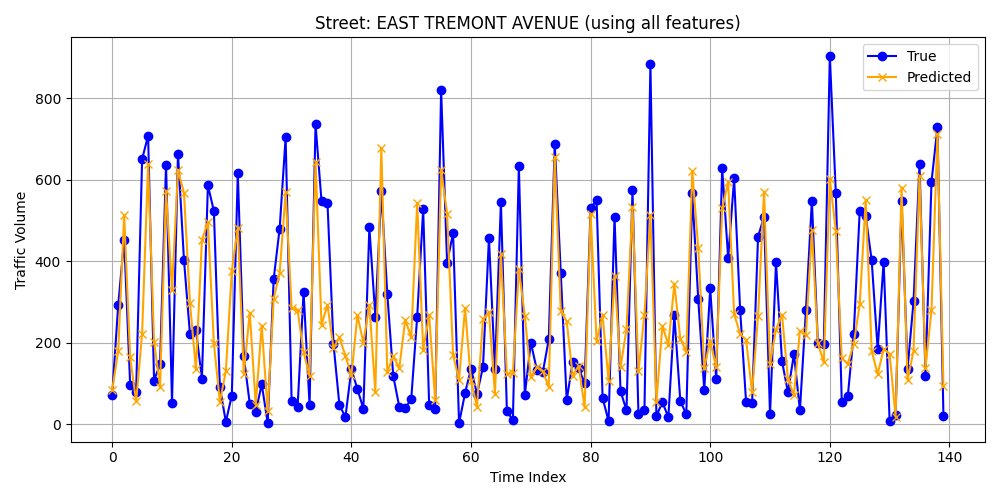 Street: EAST TREMONT AVENUE (using all features)
True
Predicted
Traffic Volume
800
600
400
200
0
0 20 40 60 80 100 120 140
Time Index